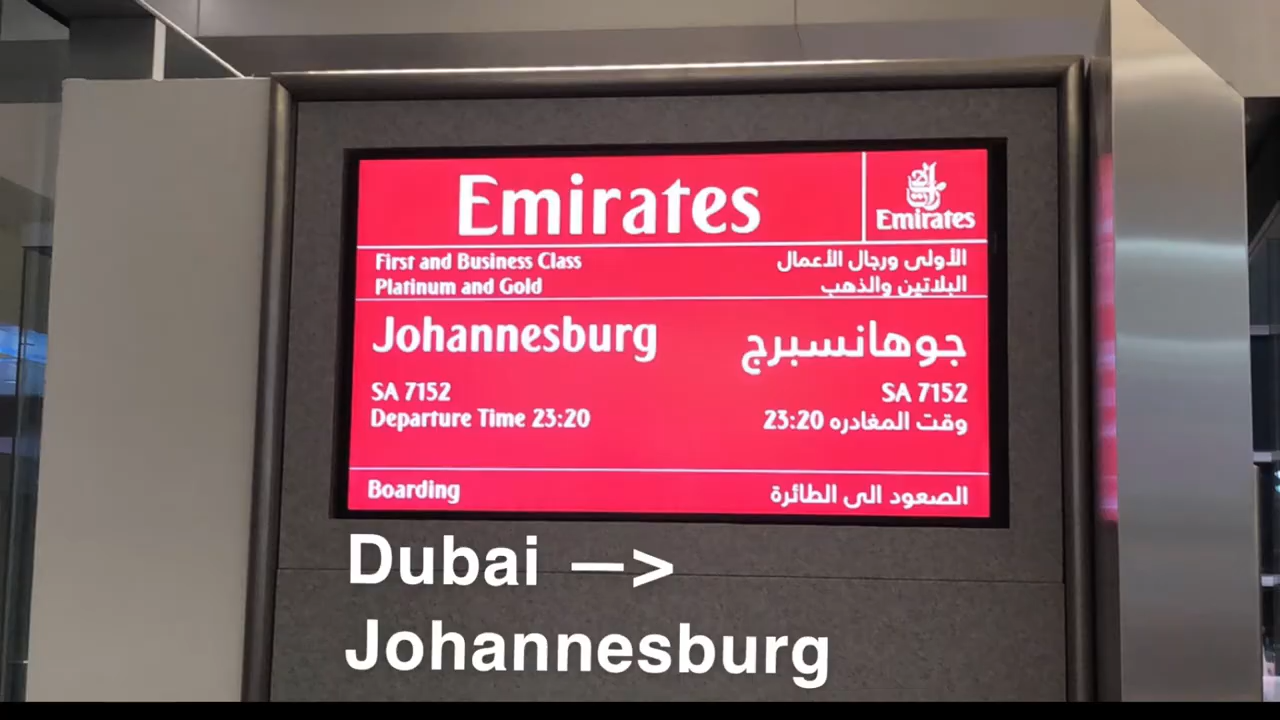 Emirates
Emirates
First and Business Class
الأولى ورجال الأعمال
Platinum and Gold
البلاتين والذهب
Johannesburg
جوهانسبرج
SA 7152
SA 7152
Departure Time 23:20
وقت المغادره 23:20
Boarding
الصعود الى الطائرة
Dubai —>
Johannesburg